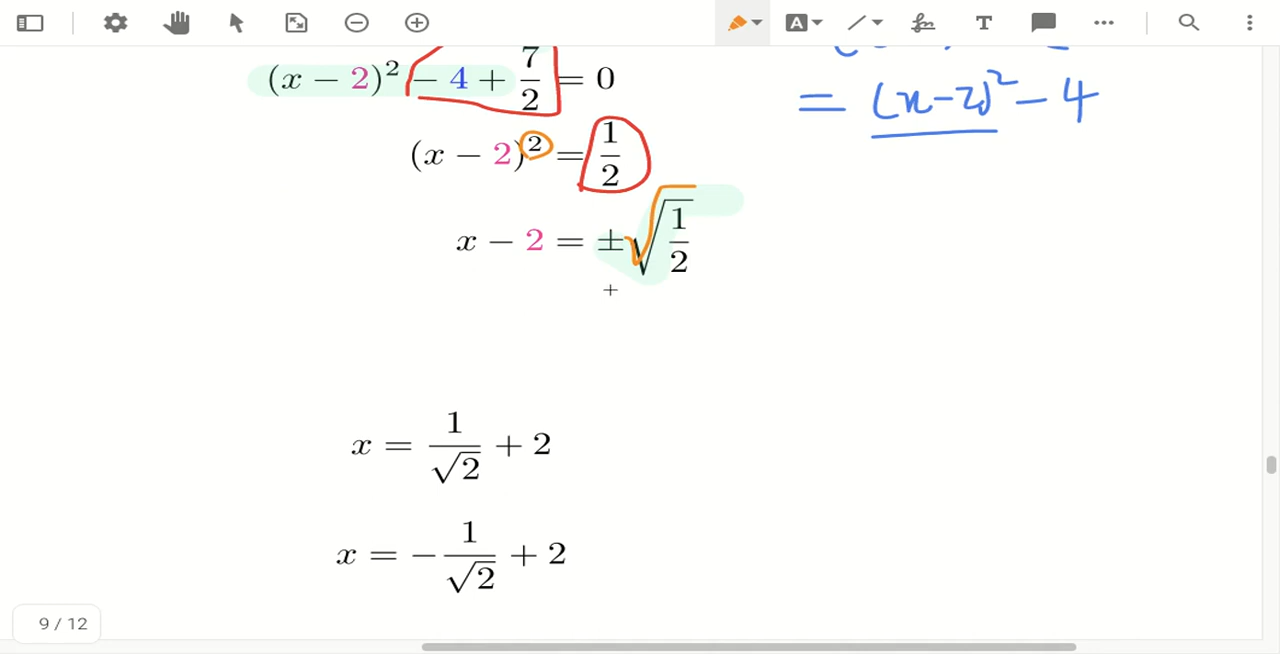 (x − 2)² − 4 + 7/2 = 0
= (x-2)² - 4
(x − 2)² = 1/2
x − 2 = ±√(1/2)
x = 1/√2 + 2
x = −1/√2 + 2
9 / 12